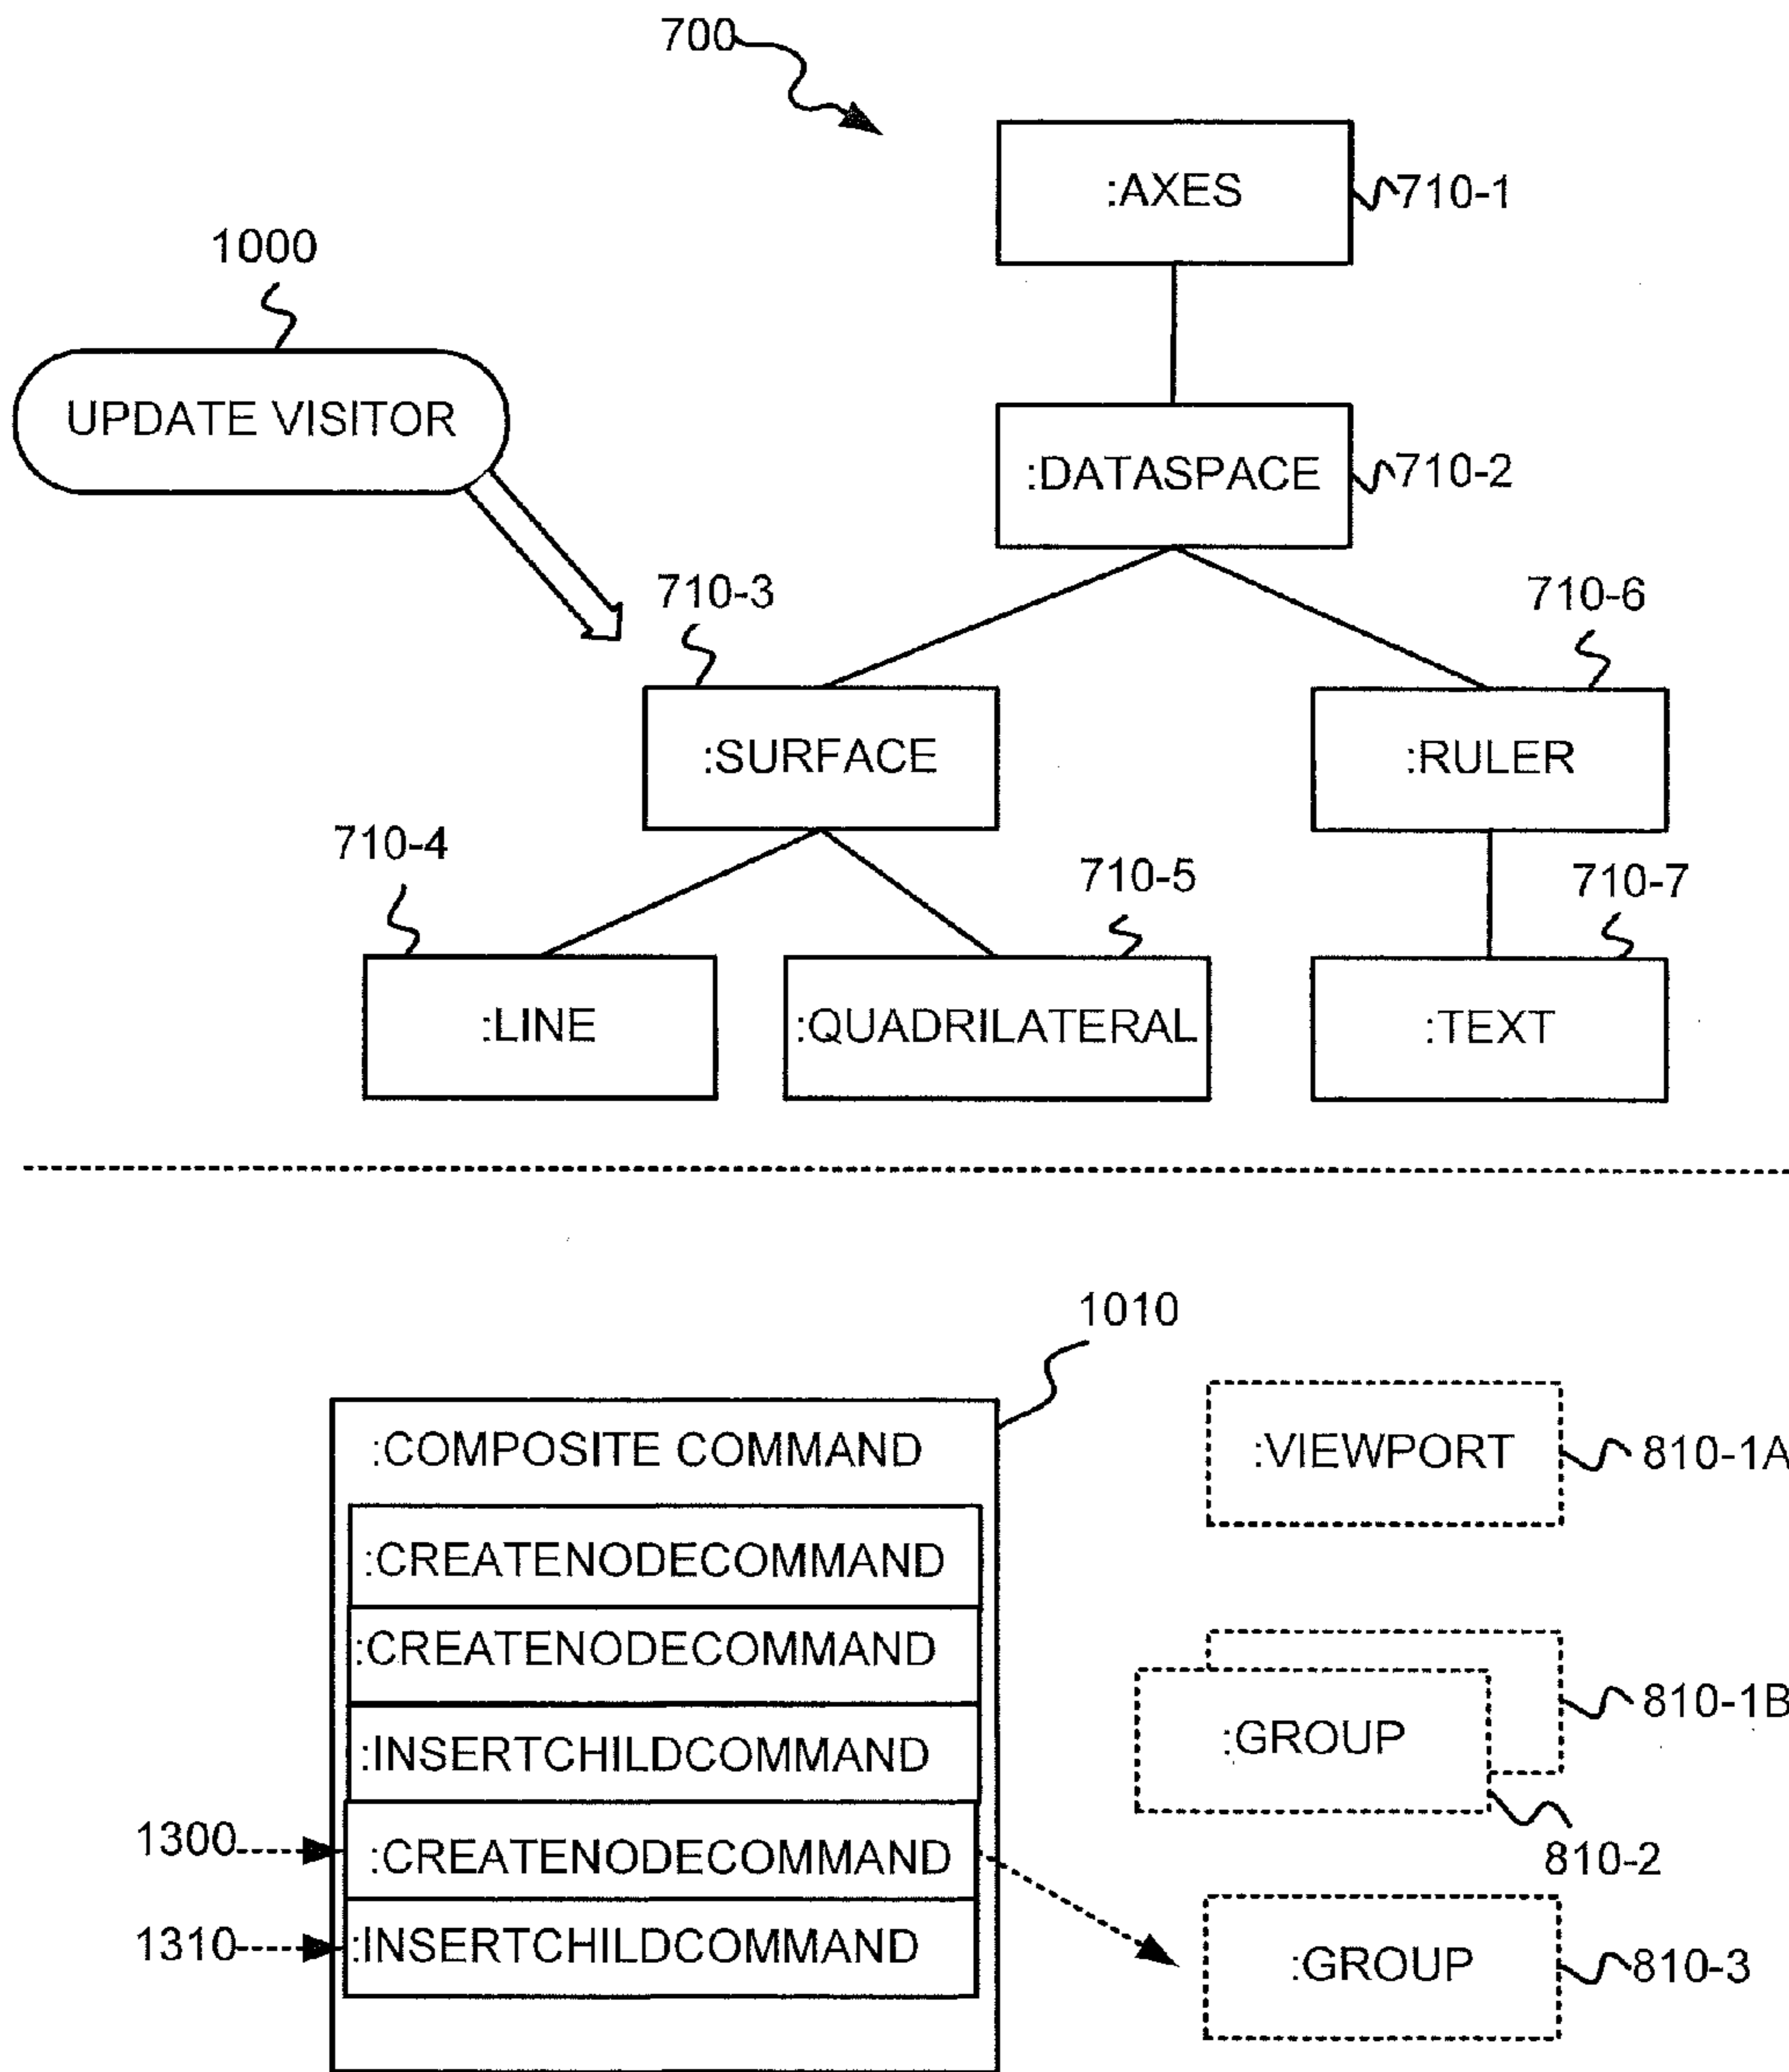 700
:AXES
710-1
1000
UPDATE VISITOR
:DATASPACE
710-2
710-3
710-6
:SURFACE
:RULER
710-4
710-5
710-7
:LINE
:QUADRILATERAL
:TEXT
1010
:COMPOSITE COMMAND
:VIEWPORT
810-1A
:CREATENODECOMMAND
:CREATENODECOMMAND
810-1B
:INSERTCHILDCOMMAND
:GROUP
810-2
1300
:CREATENODECOMMAND
1310
:INSERTCHILDCOMMAND
:GROUP
810-3